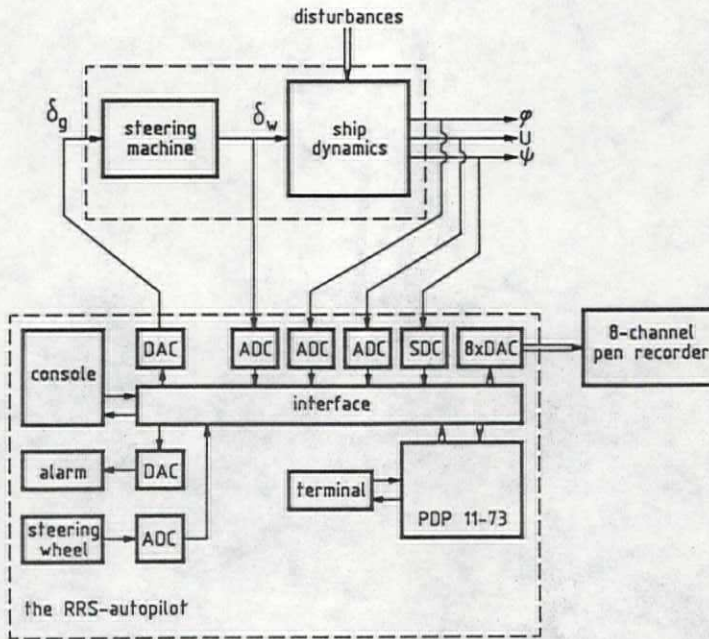 disturbances
δg
steering
machine
δw
ship
dynamics
φ
U
ψ
console
DAC
ADC
ADC
ADC
SDC
8xDAC
8-channel
pen recorder
interface
alarm
DAC
terminal
PDP 11-73
steering
wheel
ADC
the RRS-autopilot